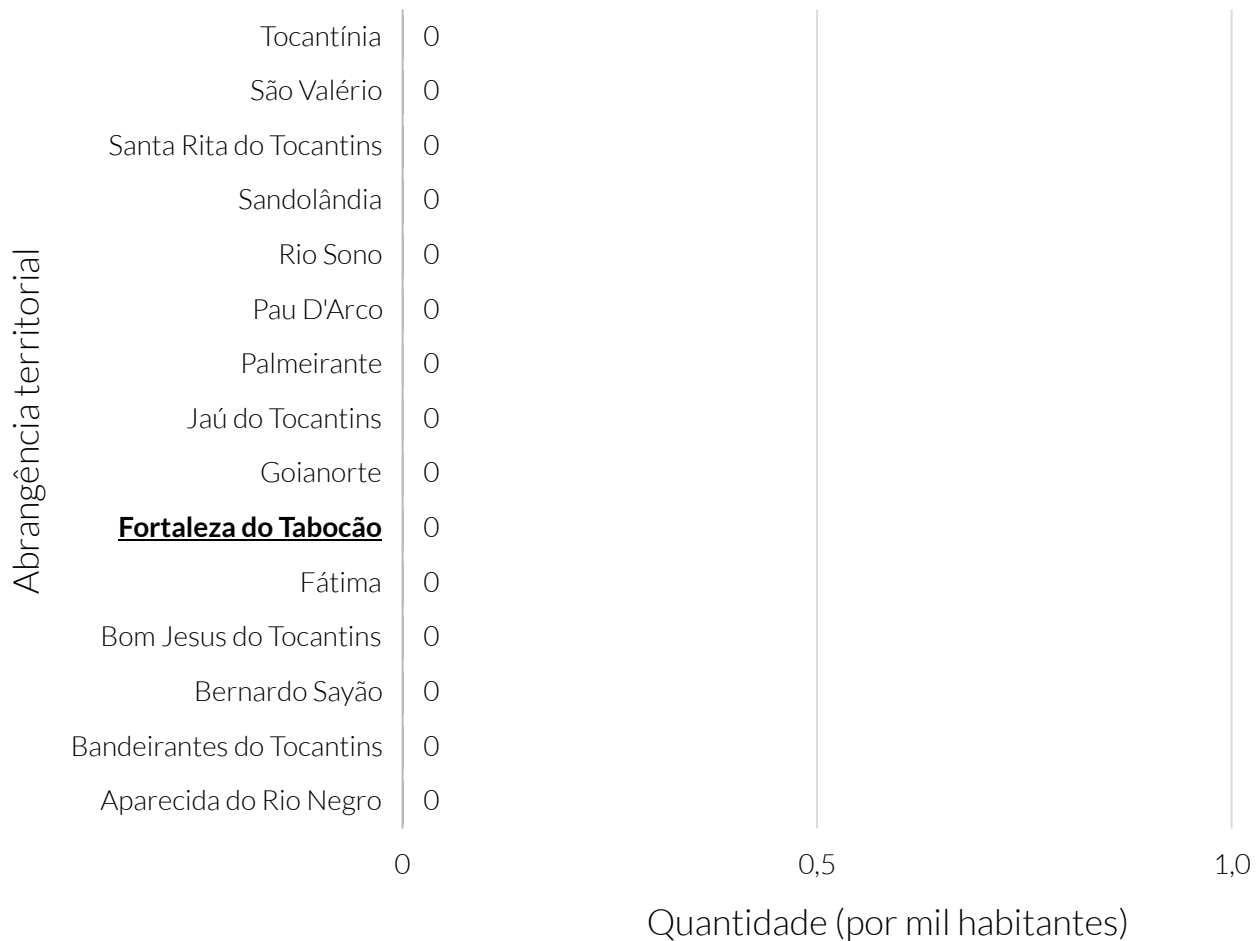 Tocantínia 0
São Valério 0
Santa Rita do Tocantins 0
Sandolândia 0
Rio Sono 0
Pau D'Arco 0
Palmeirante 0
Jaú do Tocantins 0
Goianorte 0
Fortaleza do Tabocão 0
Fátima 0
Bom Jesus do Tocantins 0
Bernardo Sayão 0
Bandeirantes do Tocantins 0
Aparecida do Rio Negro 0
Abrangência territorial
0 0,5 1,0
Quantidade (por mil habitantes)